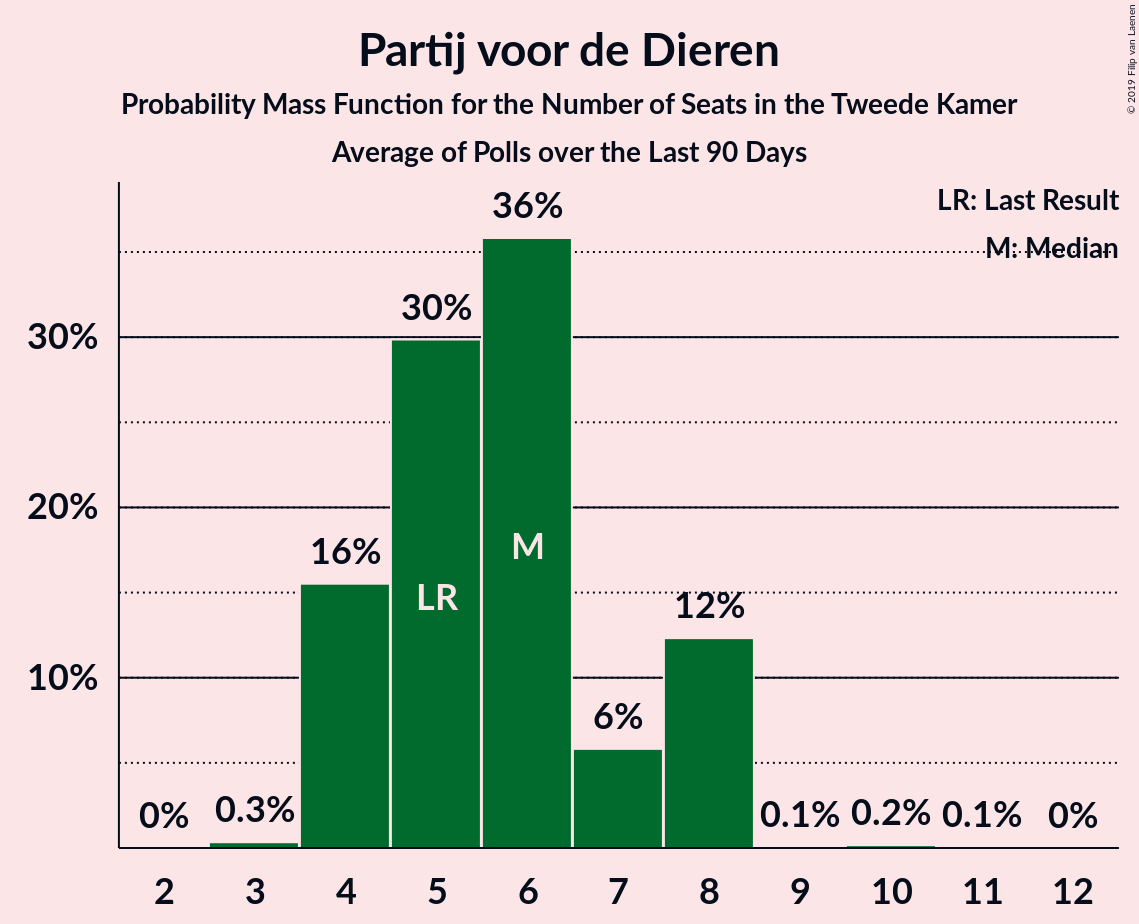 Partij voor de Dieren
Probability Mass Function for the Number of Seats in the Tweede Kamer
Average of Polls over the Last 90 Days
© 2019 Filip van Laenen
LR: Last Result
M: Median
36%
30%
30%
20%
16%
M
LR
12%
10%
6%
0%
0.3%
0.1%
0.2%
0.1%
0%
2 3 4 5 6 7 8 9 10 11 12